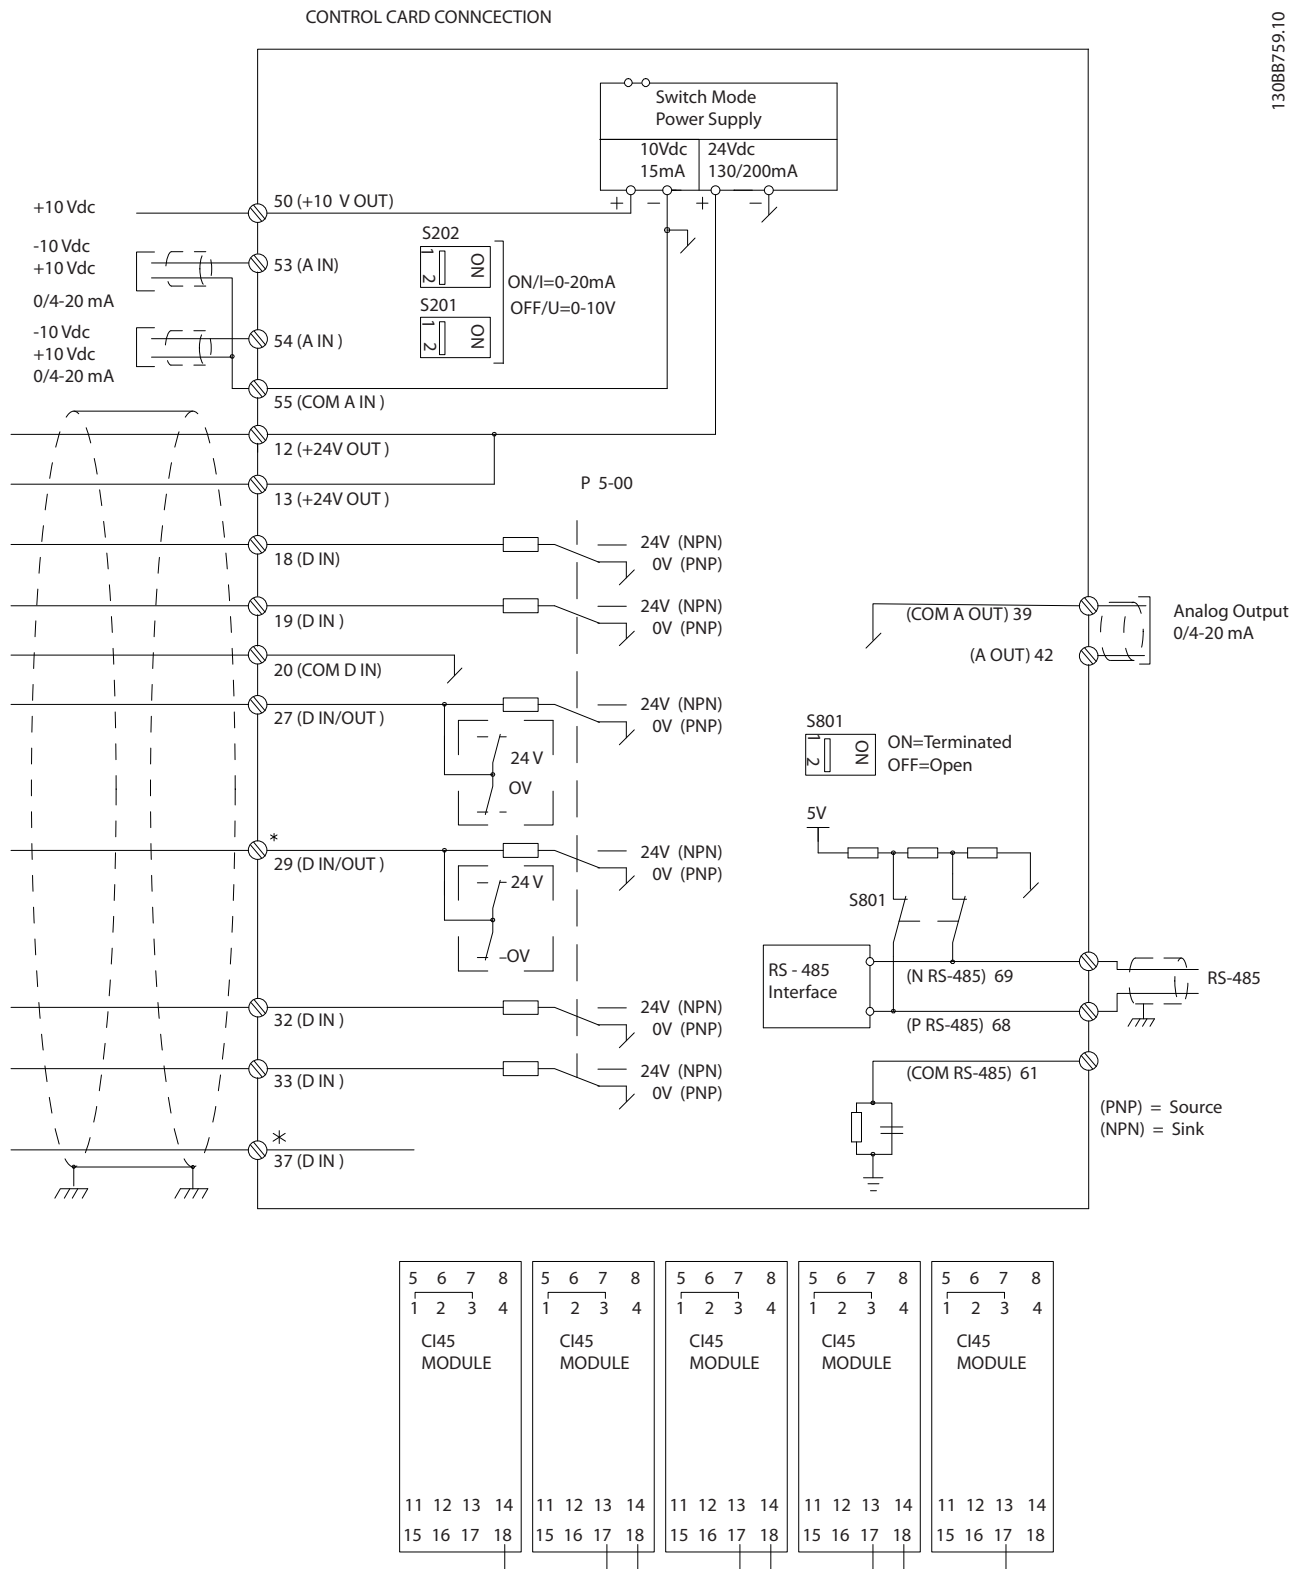 CONTROL CARD CONNCECTION
130BB759.10
Switch Mode
Power Supply
10Vdc
15mA
24Vdc
130/200mA
+ − + −
+10 Vdc
50 (+10 V OUT)
-10 Vdc
+10 Vdc
0/4-20 mA
53 (A IN)
S202
1 2 ON
S201
1 2 ON
ON/I=0-20mA
OFF/U=0-10V
-10 Vdc
+10 Vdc
0/4-20 mA
54 (A IN )
55 (COM A IN )
12 (+24V OUT )
13 (+24V OUT )
P 5-00
18 (D IN)
24V (NPN)
0V (PNP)
19 (D IN )
24V (NPN)
0V (PNP)
20 (COM D IN)
27 (D IN/OUT )
24V (NPN)
0V (PNP)
24 V
OV
*
29 (D IN/OUT )
24V (NPN)
0V (PNP)
24 V
OV
32 (D IN )
24V (NPN)
0V (PNP)
33 (D IN )
24V (NPN)
0V (PNP)
*
37 (D IN )
(COM A OUT) 39
(A OUT) 42
Analog Output
0/4-20 mA
S801
1 2 ON
ON=Terminated
OFF=Open
5V
S801
RS - 485
Interface
(N RS-485) 69
(P RS-485) 68
RS-485
(COM RS-485) 61
(PNP) = Source
(NPN) = Sink
5 6 7 8
1 2 3 4
CI45
MODULE
11 12 13 14
15 16 17 18
5 6 7 8
1 2 3 4
CI45
MODULE
11 12 13 14
15 16 17 18
5 6 7 8
1 2 3 4
CI45
MODULE
11 12 13 14
15 16 17 18
5 6 7 8
1 2 3 4
CI45
MODULE
11 12 13 14
15 16 17 18
5 6 7 8
1 2 3 4
CI45
MODULE
11 12 13 14
15 16 17 18